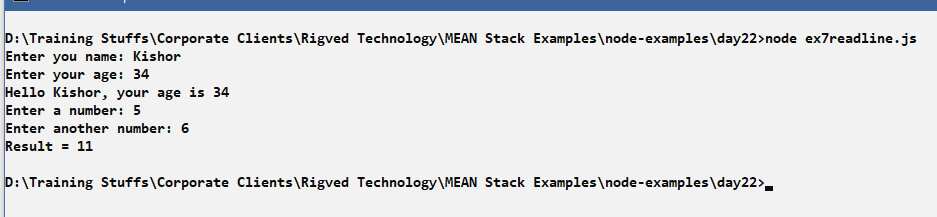 D:\Training Stuffs\Corporate Clients\Rigved Technology\MEAN Stack Examples\node-examples\day22>node ex7readline.js
Enter you name: Kishor
Enter your age: 34
Hello Kishor, your age is 34
Enter a number: 5
Enter another number: 6
Result = 11
D:\Training Stuffs\Corporate Clients\Rigved Technology\MEAN Stack Examples\node-examples\day22>